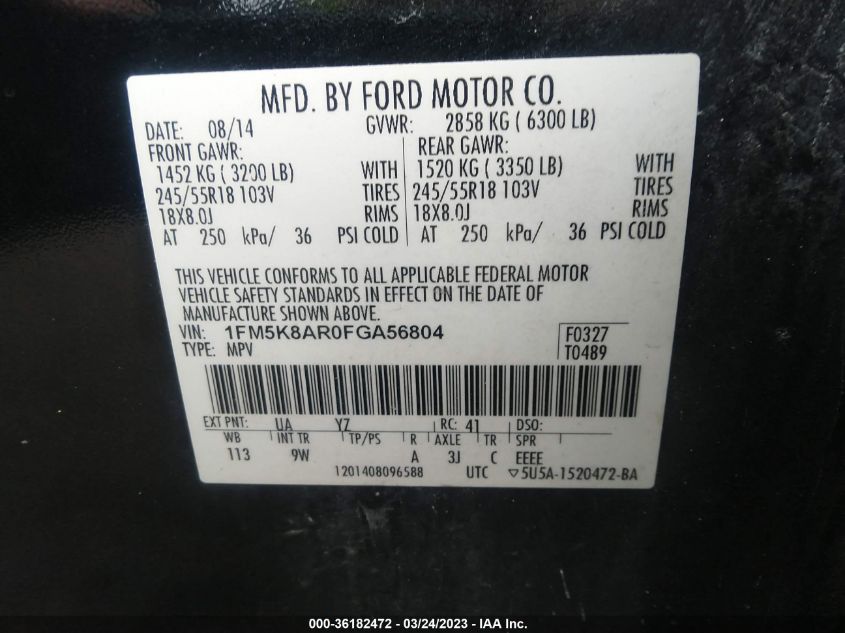 MFD. BY FORD MOTOR CO.
DATE: 08/14 GVWR: 2858 KG ( 6300 LB)
FRONT GAWR: REAR GAWR:
1452 KG ( 3200 LB) WITH 1520 KG ( 3350 LB) WITH
245/55R18 103V TIRES 245/55R18 103V TIRES
18X8.0J RIMS 18X8.0J RIMS
AT 250 kPa/ 36 PSI COLD AT 250 kPa/ 36 PSI COLD
THIS VEHICLE CONFORMS TO ALL APPLICABLE FEDERAL MOTOR
VEHICLE SAFETY STANDARDS IN EFFECT ON THE DATE OF
MANUFACTURE SHOWN ABOVE.
VIN: 1FM5K8AR0FGA56804 F0327
TYPE: MPV T0489
EXT PNT: UA YZ RC: 41 DSO:
WB INT TR TP/PS R AXLE TR SPR
113 9W A 3J C EEEE
1201408096588 UTC ▽5U5A-1520472-BA
000-36182472 - 03/24/2023 - 1 - IAA Inc.